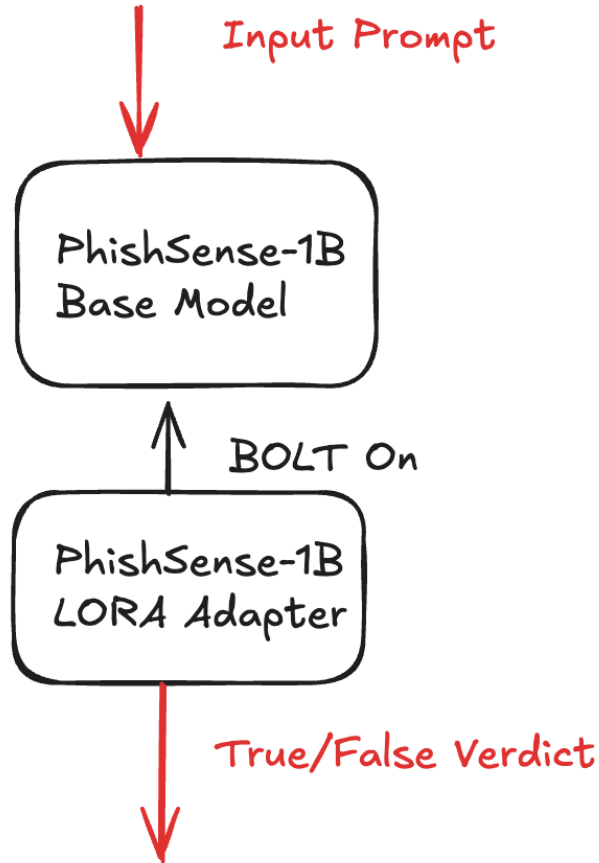 Input Prompt
PhishSense-1B
Base Model
BOLT On
PhishSense-1B
LORA Adapter
True/False Verdict